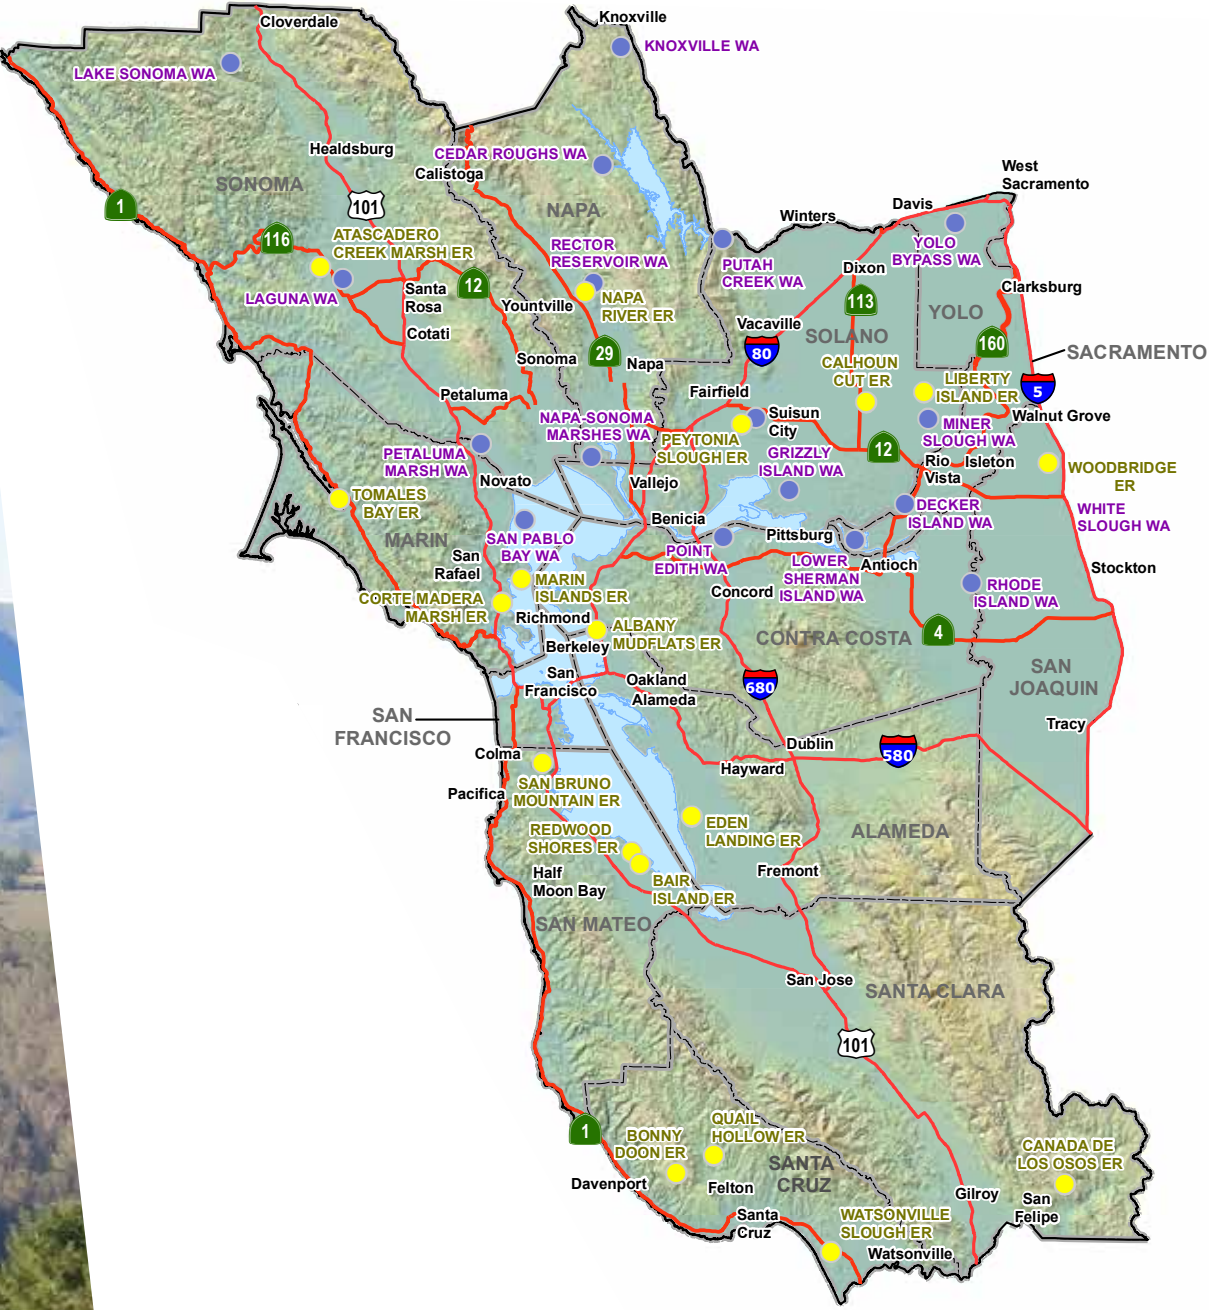 Cloverdale
Knoxville
KNOXVILLE WA
LAKE SONOMA WA
Healdsburg
CEDAR ROUGHS WA
Calistoga
West
Sacramento
SONOMA
1
101
NAPA
Winters
Davis
116
ATASCADERO
CREEK MARSH ER
RECTOR
RESERVOIR WA
YOLO
BYPASS WA
PUTAH
CREEK WA
Dixon
LAGUNA WA
Santa
Rosa
12
Yountville
NAPA
RIVER ER
113
Clarksburg
YOLO
Cotati
Vacaville
SOLANO
160
Sonoma
29
Napa
80
SACRAMENTO
CALHOUN
CUT ER
LIBERTY
ISLAND ER
5
Petaluma
Fairfield
NAPA-SONOMA
MARSHES WA
Suisun
City
Walnut Grove
MINER
SLOUGH WA
PEYTONIA
SLOUGH ER
PETALUMA
MARSH WA
GRIZZLY
ISLAND WA
12
Rio
Vista
Isleton
WOODBRIDGE
ER
Novato
Vallejo
TOMALES
BAY ER
DECKER
ISLAND WA
WHITE
SLOUGH WA
Benicia
MARIN
SAN PABLO
BAY WA
Pittsburg
POINT
EDITH WA
San
Rafael
LOWER
SHERMAN
ISLAND WA
Antioch
Stockton
MARIN
ISLANDS ER
Concord
RHODE
ISLAND WA
CORTE MADERA
MARSH ER
Richmond
ALBANY
MUDFLATS ER
CONTRA COSTA
4
Berkeley
San
Francisco
Oakland
Alameda
680
SAN
JOAQUIN
SAN
FRANCISCO
Tracy
Colma
Dublin
580
Hayward
SAN BRUNO
MOUNTAIN ER
Pacifica
EDEN
LANDING ER
ALAMEDA
REDWOOD
SHORES ER
Half
Moon Bay
Fremont
BAIR
ISLAND ER
SAN MATEO
San Jose
SANTA CLARA
101
1
QUAIL
HOLLOW ER
BONNY
DOON ER
CANADA DE
LOS OSOS ER
SANTA
CRUZ
Davenport
Felton
Gilroy
San
Felipe
Santa
Cruz
WATSONVILLE
SLOUGH ER
Watsonville